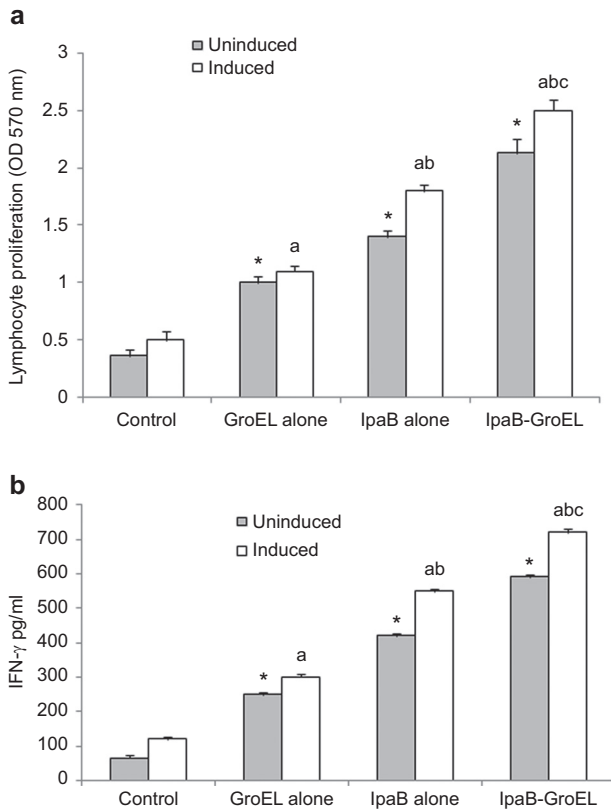 a
Lymphocyte proliferation (OD 570 nm)
3
2.5
2
1.5
1
0.5
0
Uninduced
Induced
*
a
*
ab
*
abc
Control
GroEL alone
IpaB alone
IpaB-GroEL
b
IFN-γ pg/ml
800
700
600
500
400
300
200
100
0
Uninduced
Induced
*
a
*
ab
*
abc
Control
GroEL alone
IpaB alone
IpaB-GroEL